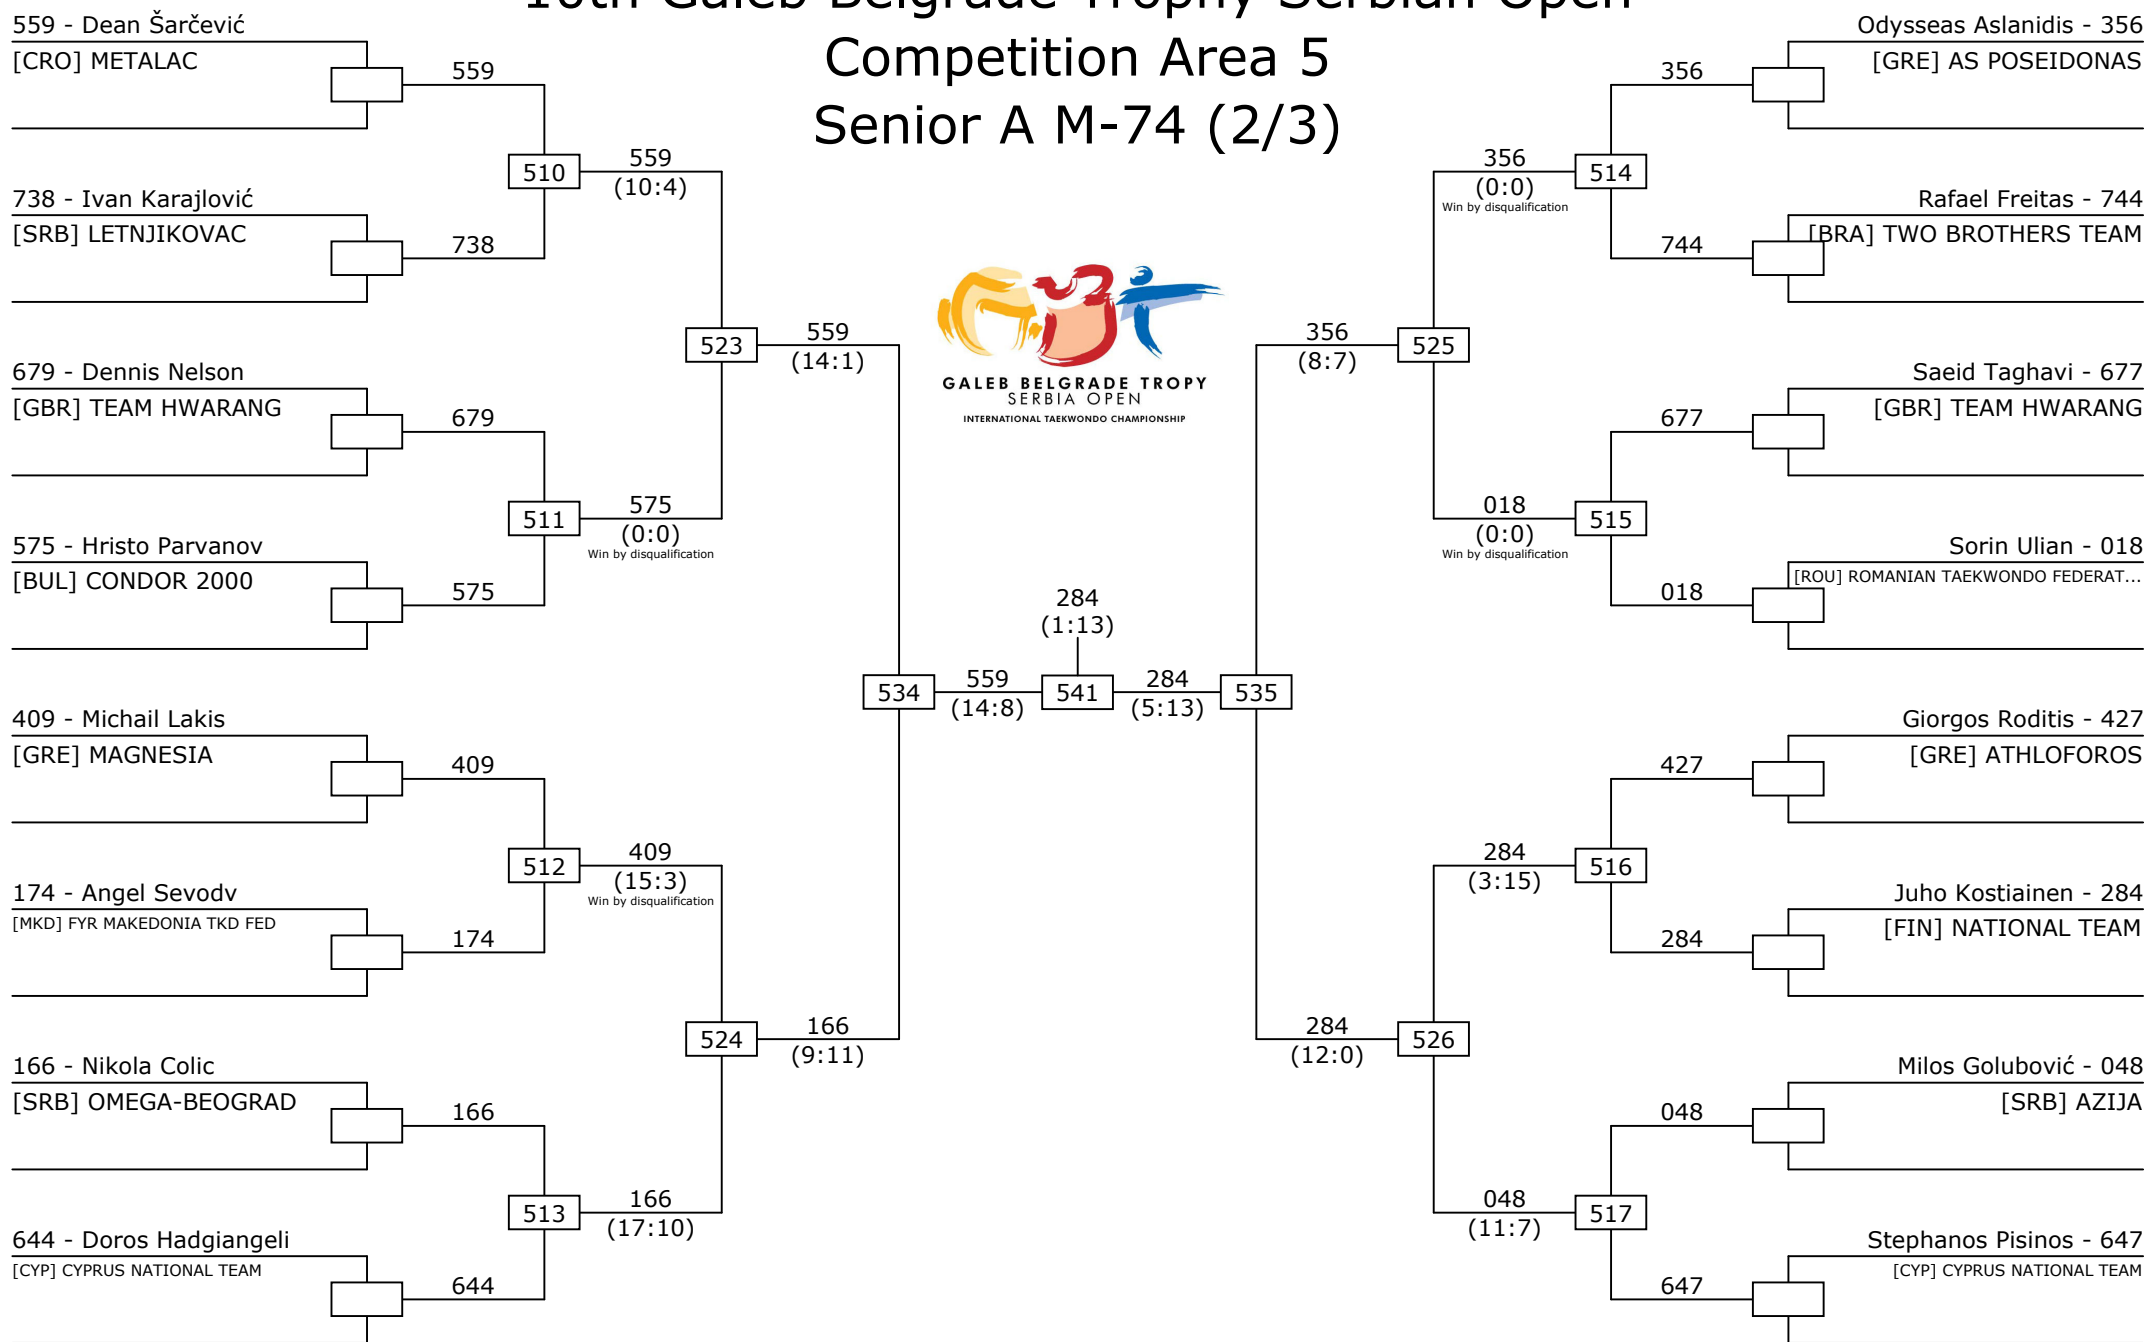 10th Galeb Belgrade Trophy Serbian Open
Competition Area 5
Senior A M-74 (2/3)
559 - Dean Šarčević
[CRO] METALAC
559
738 - Ivan Karajlović
[SRB] LETNJIKOVAC
738
510
559
(10:4)
679 - Dennis Nelson
[GBR] TEAM HWARANG
679
575 - Hristo Parvanov
[BUL] CONDOR 2000
575
511
575
(0:0)
Win by disqualification
523
559
(14:1)
409 - Michail Lakis
[GRE] MAGNESIA
409
174 - Angel Sevodv
[MKD] FYR MAKEDONIA TKD FED
174
512
409
(15:3)
Win by disqualification
166 - Nikola Colic
[SRB] OMEGA-BEOGRAD
166
644 - Doros Hadgiangeli
[CYP] CYPRUS NATIONAL TEAM
644
513
166
(17:10)
524
166
(9:11)
534
559
(14:8)
GALEB BELGRADE TROPY
SERBIA OPEN
INTERNATIONAL TAEKWONDO CHAMPIONSHIP
284
(1:13)
541
284
(5:13)
535
356
(8:7)
525
356
(0:0)
Win by disqualification
514
356
Odysseas Aslanidis - 356
[GRE] AS POSEIDONAS
744
Rafael Freitas - 744
[BRA] TWO BROTHERS TEAM
018
(0:0)
Win by disqualification
515
677
Saeid Taghavi - 677
[GBR] TEAM HWARANG
018
Sorin Ulian - 018
[ROU] ROMANIAN TAEKWONDO FEDERAT...
284
(12:0)
526
284
(3:15)
516
427
Giorgos Roditis - 427
[GRE] ATHLOFOROS
284
Juho Kostiainen - 284
[FIN] NATIONAL TEAM
048
(11:7)
517
048
Milos Golubović - 048
[SRB] AZIJA
647
Stephanos Pisinos - 647
[CYP] CYPRUS NATIONAL TEAM